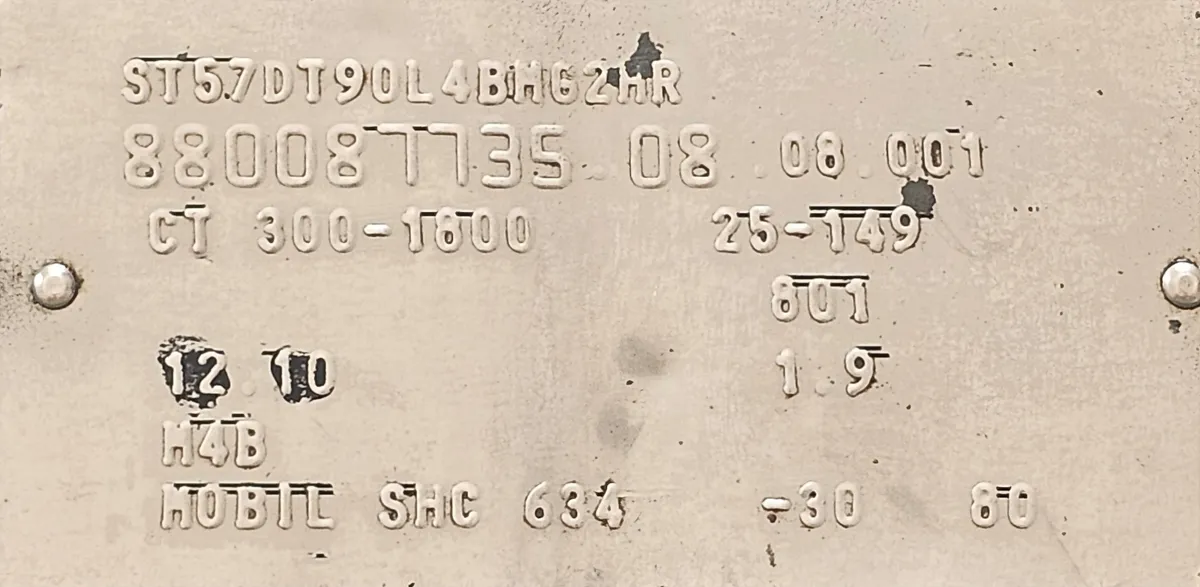 ST57DT90L4BMG2HR
880087735.08..08.001
CT 300-1800 25-149
801
12.10 1.9
M4B
MOBIL SHC 634 -30 80